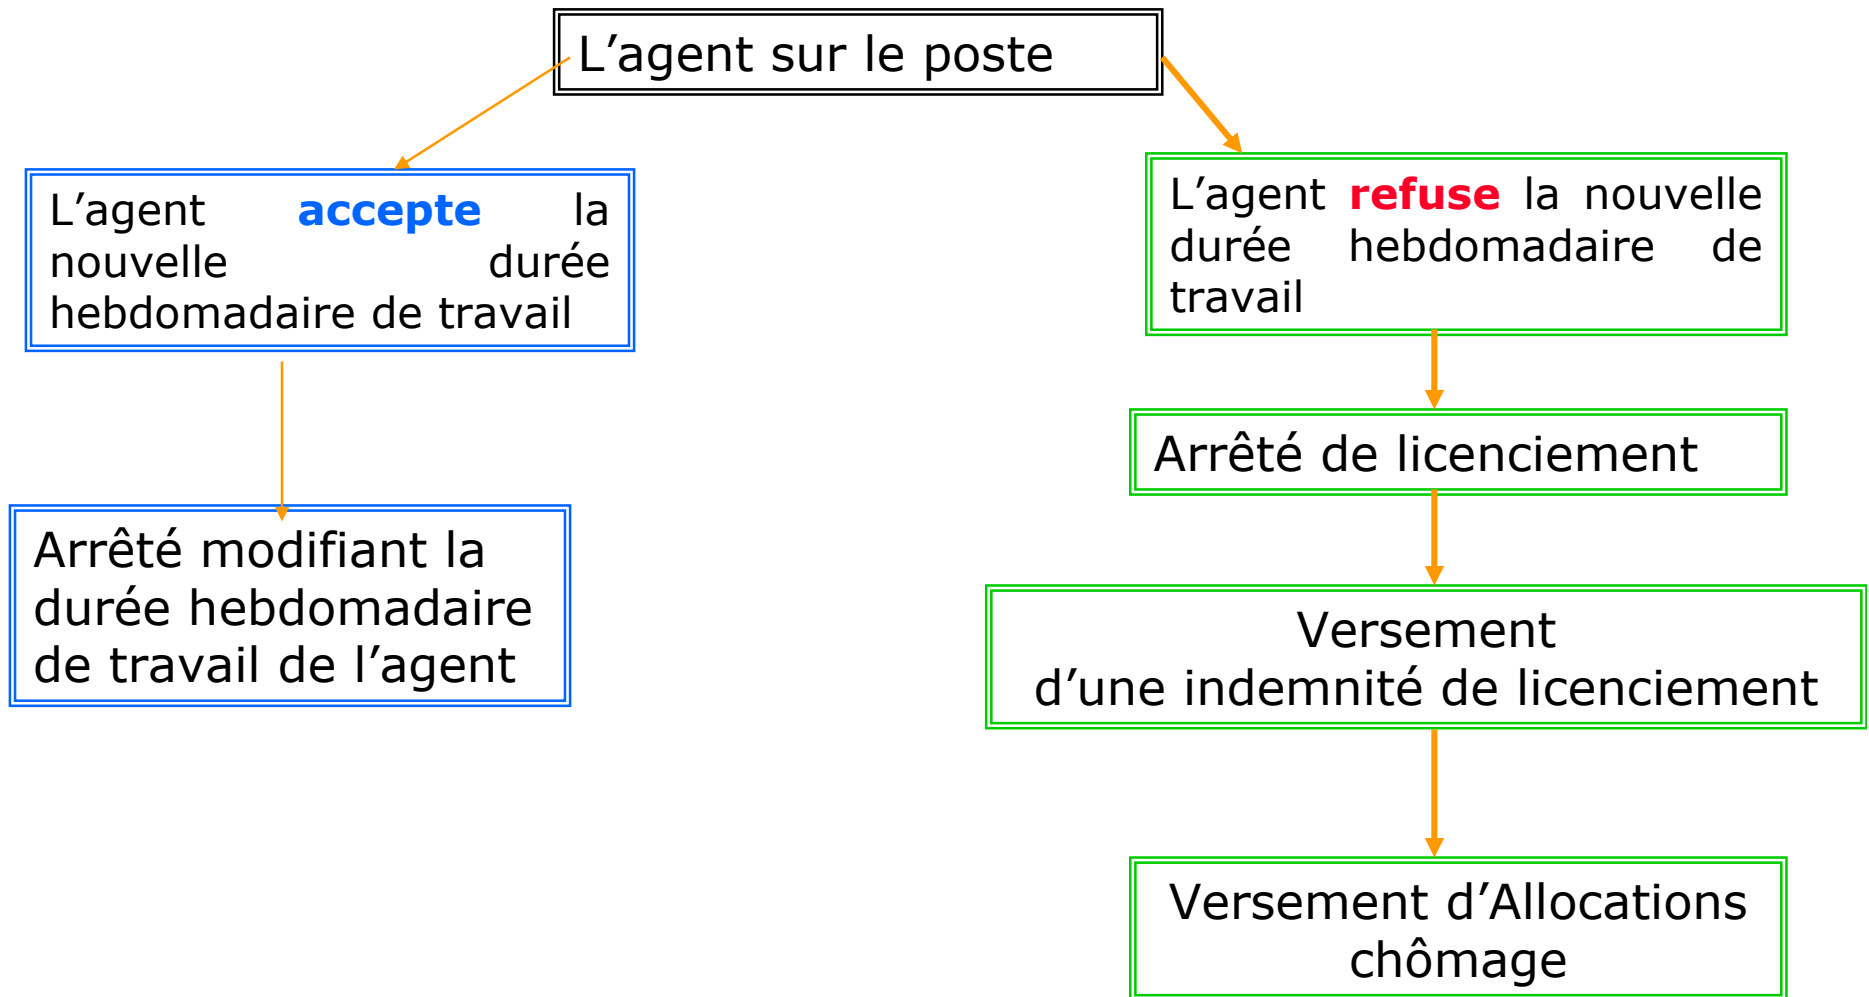 L’agent sur le poste
L’agent accepte la
nouvelle durée
hebdomadaire de travail
L’agent refuse la nouvelle
durée hebdomadaire de
travail
Arrêté de licenciement
Arrêté modifiant la
durée hebdomadaire
de travail de l’agent
Versement
d’une indemnité de licenciement
Versement d’Allocations
chômage